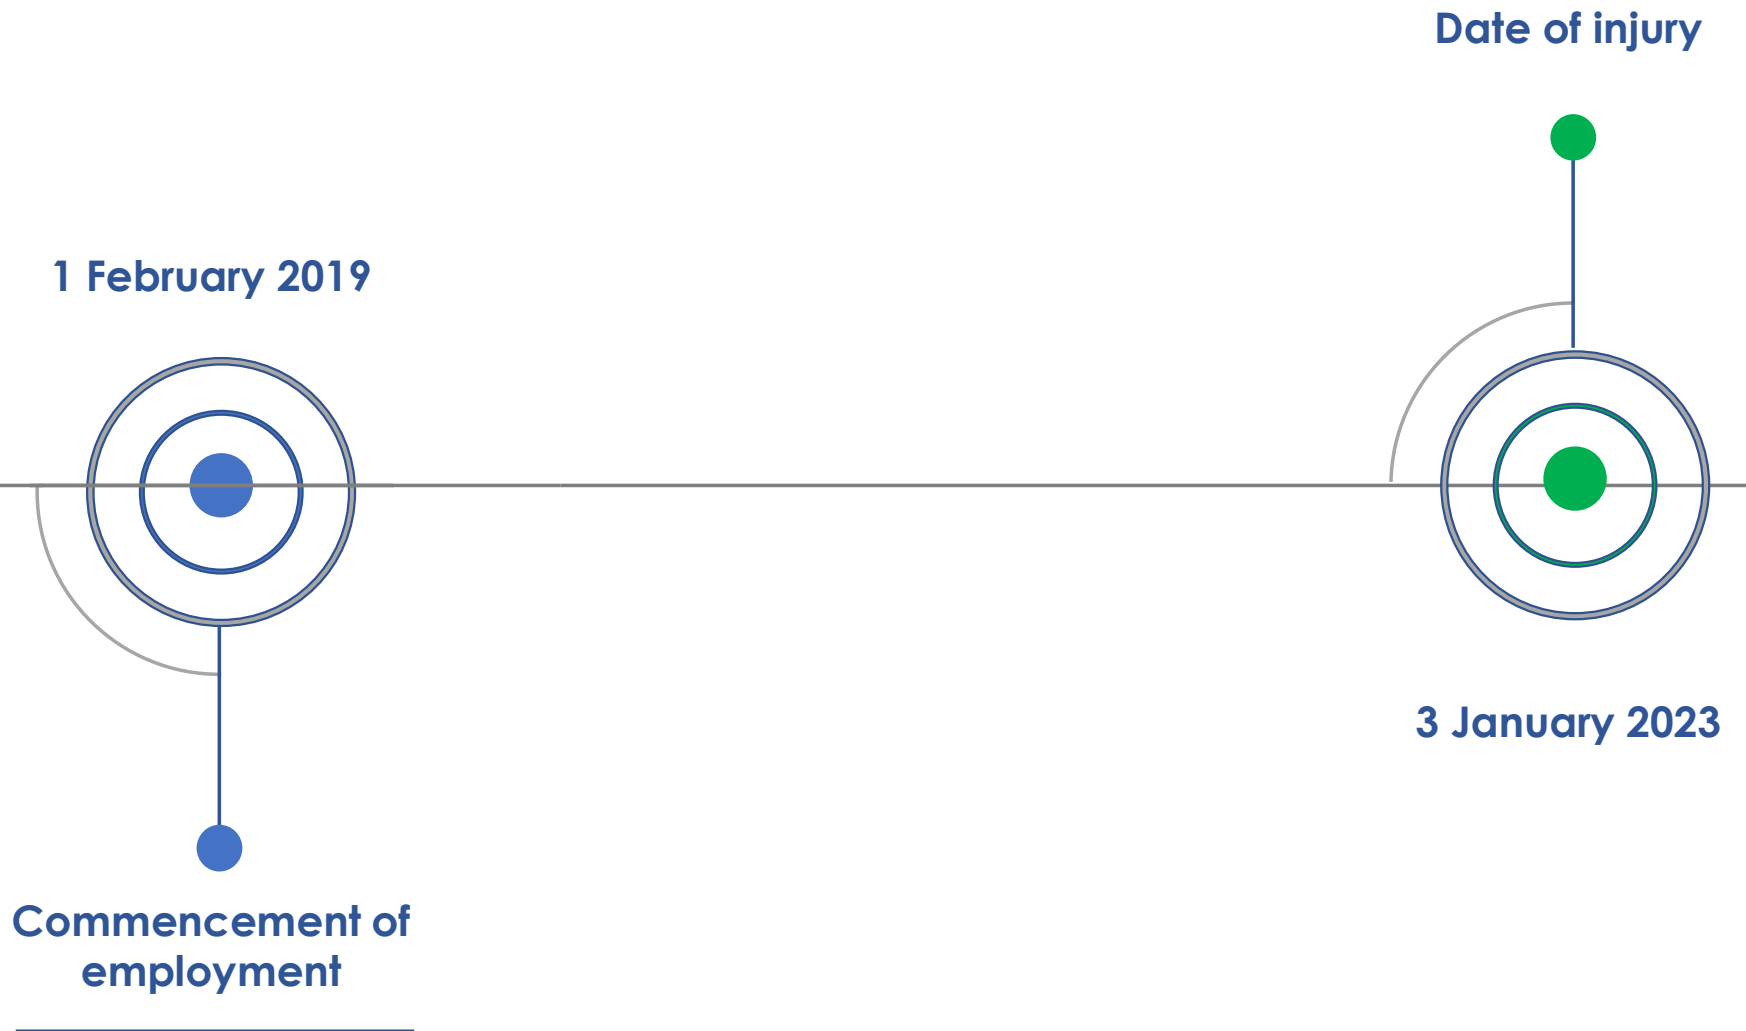 Date of injury
1 February 2019
3 January 2023
Commencement of
employment